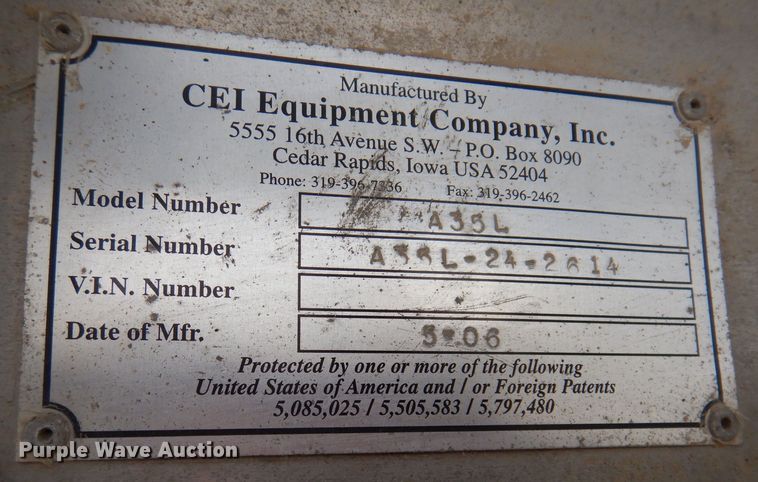 Manufactured By
CEI Equipment Company, Inc.
5555 16th Avenue S.W. – P.O. Box 8090
Cedar Rapids, Iowa USA 52404
Phone: 319-396-7336 Fax: 319-396-2462
Model Number A35L
Serial Number A35L-24-2614
V.I.N. Number
Date of Mfr. 5-06
Protected by one or more of the following
United States of America and / or Foreign Patents
5,085,025 / 5,505,583 / 5,797,480
Purple Wave Auction